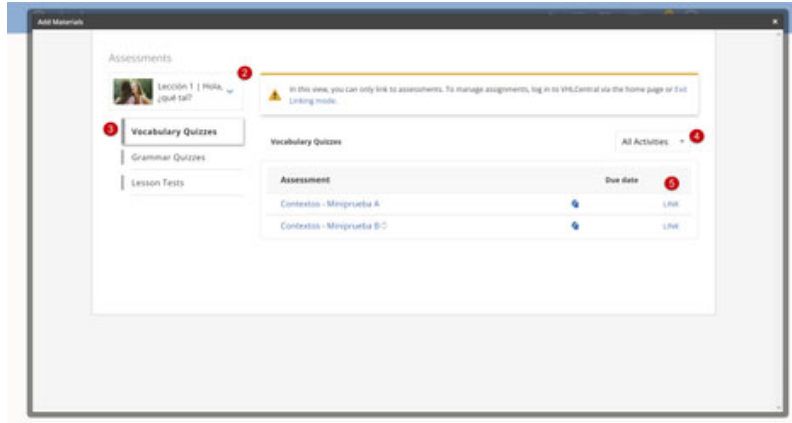 Add Materials
×
Assessments
2
Lección 1 | Hola,
¿qué tal?
In this view, you can only link to assessments. To manage assignments, log in to VHLCentral via the home page or Exit
Linking mode.
3
Vocabulary Quizzes
Grammar Quizzes
Lesson Tests
Vocabulary Quizzes
All Activities
4
Assessment
Due date
5
Contextos - Miniprueba A
LINK
Contextos - Miniprueba B
LINK